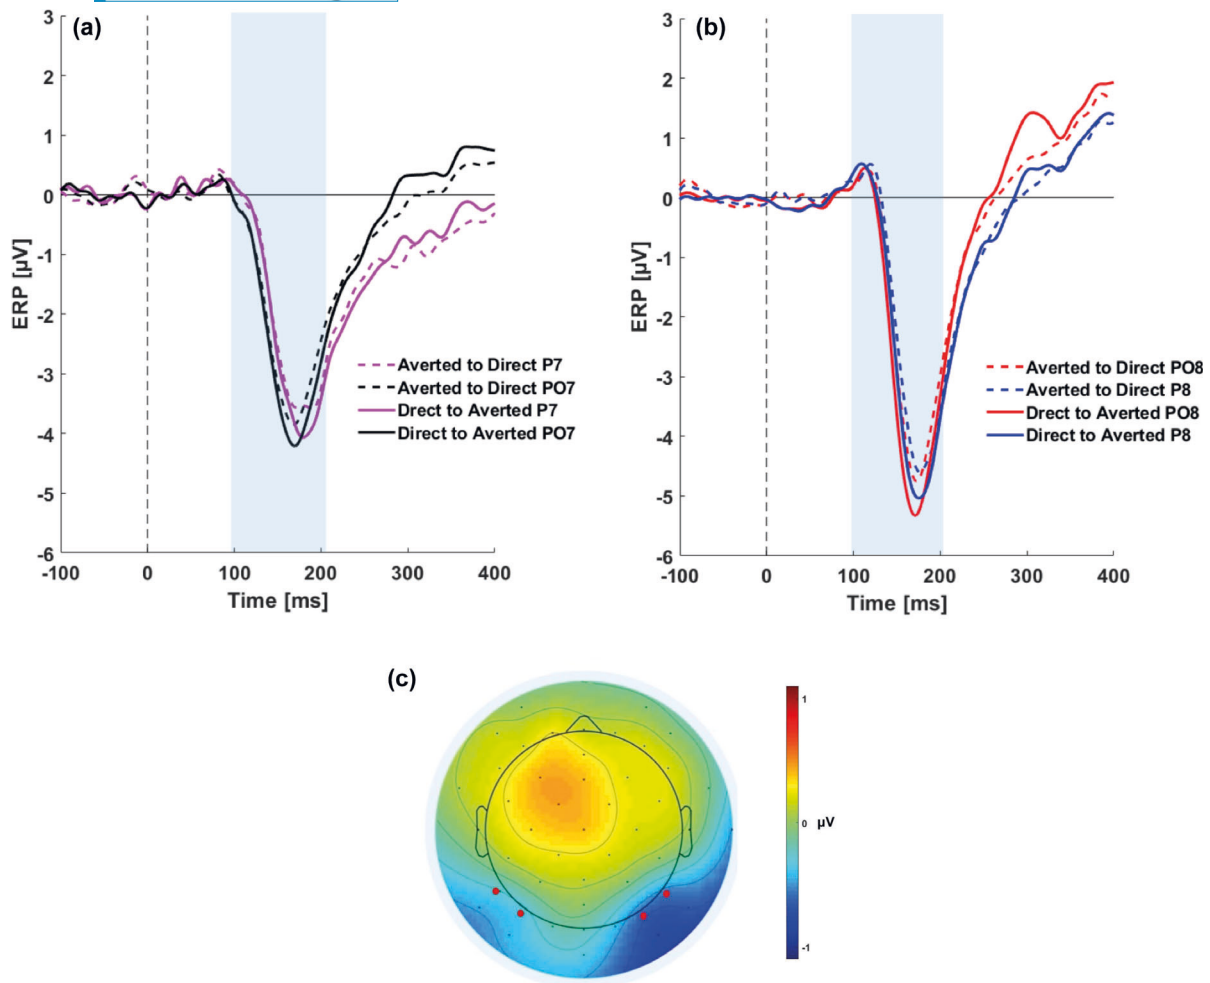 (a)
3
2
1
0
-1
-2
-3
-4
-5
-6
ERP [µV]
Averted to Direct P7
Averted to Direct PO7
Drect to Averted P7
Direct to Averted PO7
-100 0 100 200 300 400
Time [ms]
(b)
3
2
1
0
-1
-2
-3
-4
-5
-6
ERP [µV]
Averted to Direct PO8
Averted to Direct P8
Drect to Averted PO8
Direct to Averted P8
-100 0 100 200 300 400
Time [ms]
(c)
1
0 µV
-1